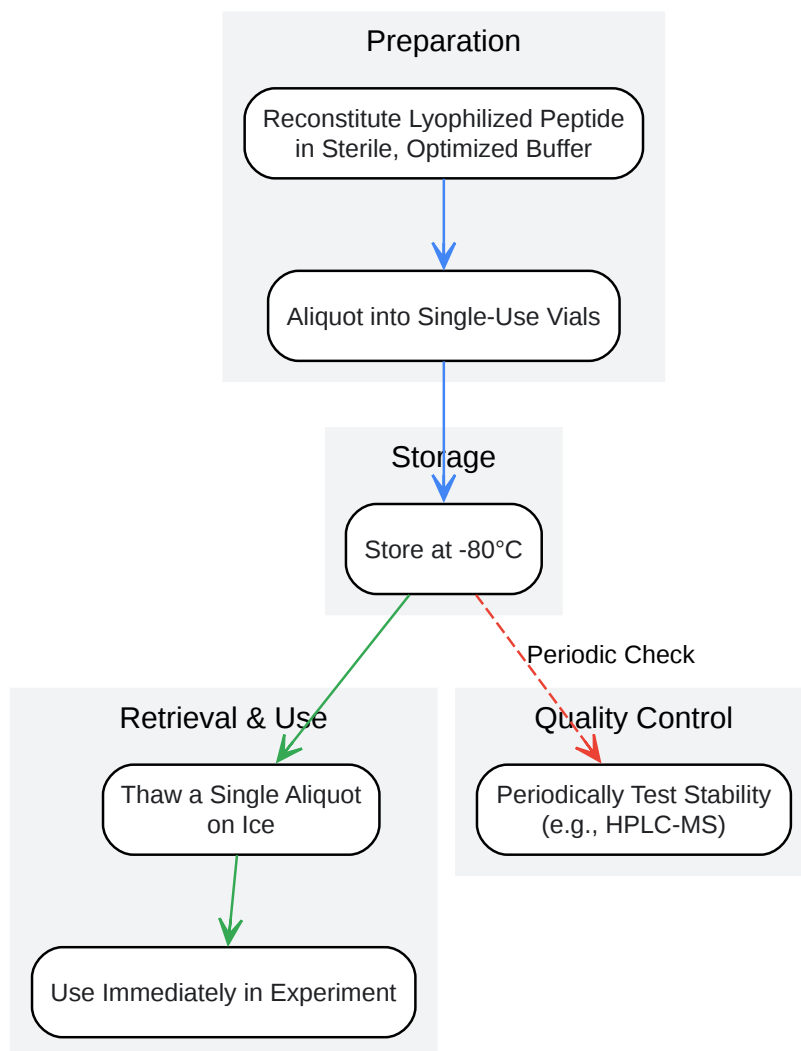 Preparation
Reconstitute Lyophilized Peptide
in Sterile, Optimized Buffer
Aliquot into Single-Use Vials
Storage
Store at -80°C
Periodic Check
Retrieval & Use
Thaw a Single Aliquot
on Ice
Use Immediately in Experiment
Quality Control
Periodically Test Stability
(e.g., HPLC-MS)